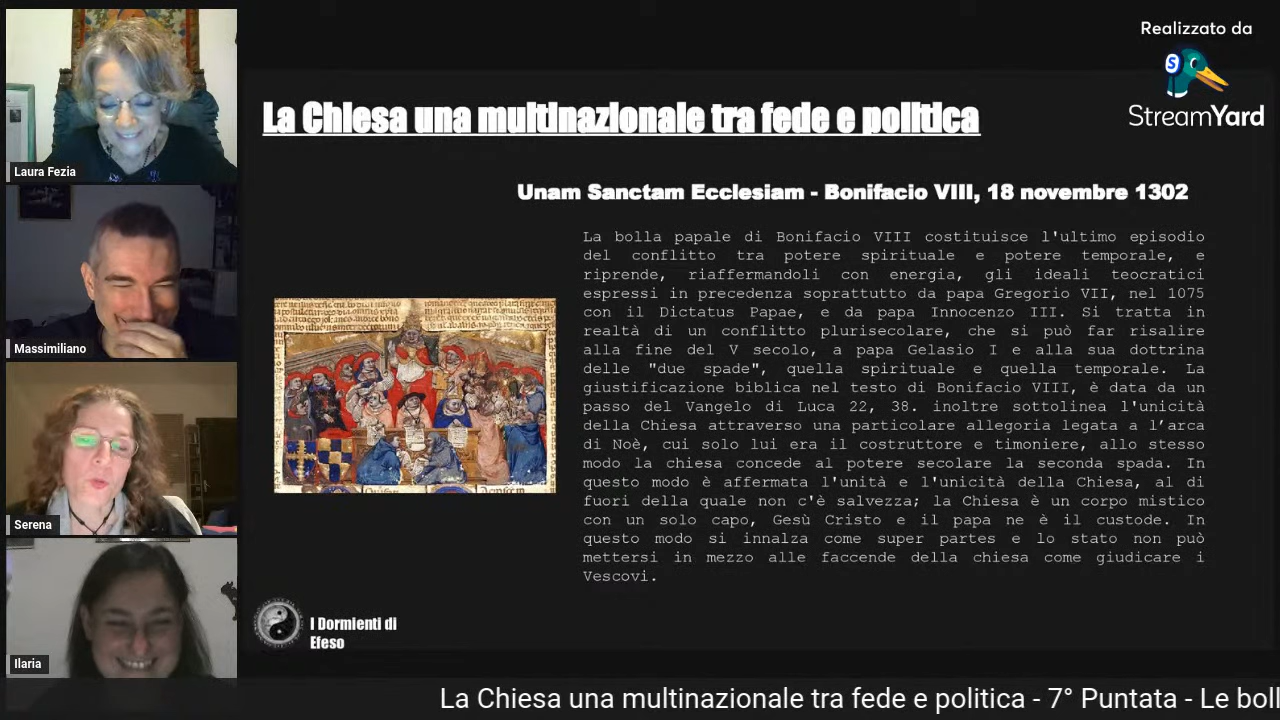 Realizzato da
StreamYard
La Chiesa una multinazionale tra fede e politica
Unam Sanctam Ecclesiam - Bonifacio VIII, 18 novembre 1302
La bolla papale di Bonifacio VIII costituisce l'ultimo episodio
del conflitto tra potere spirituale e potere temporale, e
riprende, riaffermandoli con energia, gli ideali teocratici
espressi in precedenza soprattutto da papa Gregorio VII, nel 1075
con il Dictatus Papae, e da papa Innocenzo III. Si tratta in
realtà di un conflitto plurisecolare, che si può far risalire
alla fine del V secolo, a papa Gelasio I e alla sua dottrina
delle "due spade", quella spirituale e quella temporale. La
giustificazione biblica nel testo di Bonifacio VIII, è data da un
passo del Vangelo di Luca 22, 38. inoltre sottolinea l'unicità
della Chiesa attraverso una particolare allegoria legata a l'arca
di Noè, cui solo lui era il costruttore e timoniere, allo stesso
modo la chiesa concede al potere secolare la seconda spada. In
questo modo è affermata l'unità e l'unicità della Chiesa, al di
fuori della quale non c'è salvezza; la Chiesa è un corpo mistico
con un solo capo, Gesù Cristo e il papa ne è il custode. In
questo modo si innalza come super partes e lo stato non può
mettersi in mezzo alle faccende della chiesa come giudicare i
Vescovi.
Laura Fezia
Massimiliano
Serena
Ilaria
I Dormienti di
Efeso
La Chiesa una multinazionale tra fede e politica - 7° Puntata - Le boll